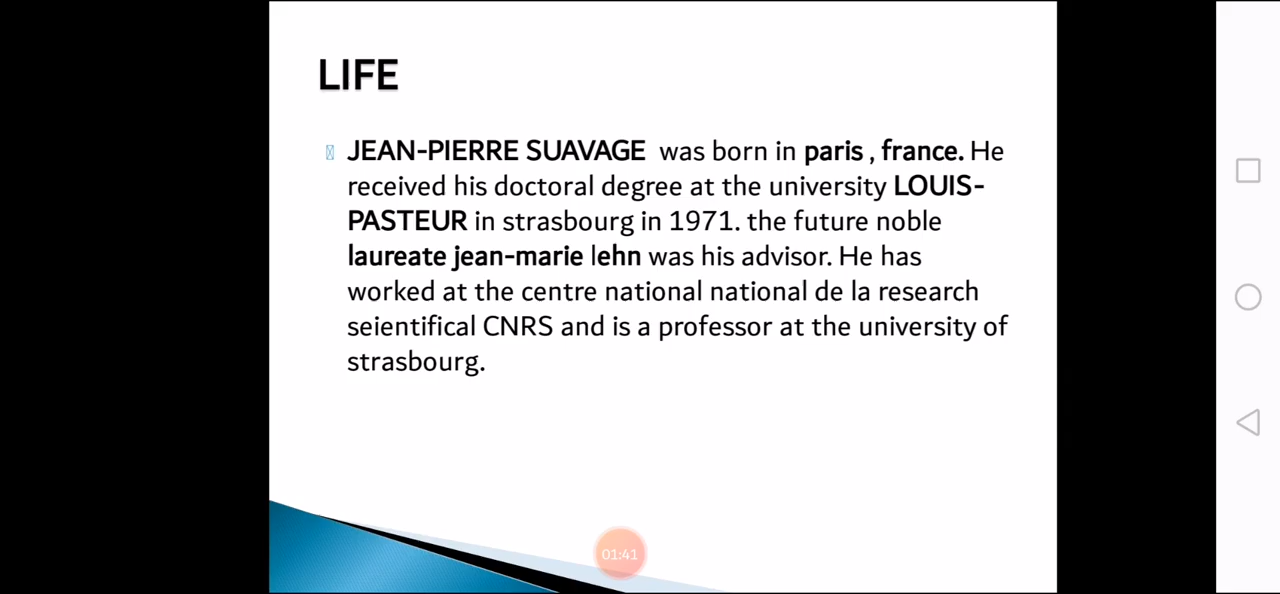 LIFE
JEAN-PIERRE SUAVAGE was born in paris , france. He
received his doctoral degree at the university LOUIS-
PASTEUR in strasbourg in 1971. the future noble
laureate jean-marie lehn was his advisor. He has
worked at the centre national national de la research
seientifical CNRS and is a professor at the university of
strasbourg.
01:41